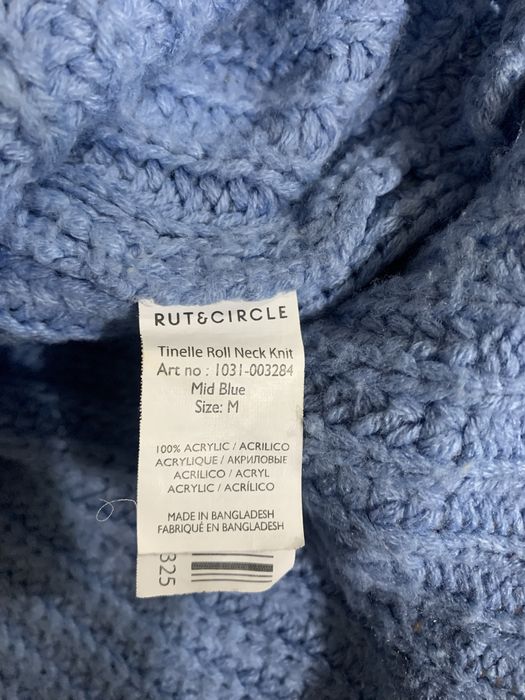 RUT&CIRCLE
Tinelle Roll Neck Knit
Art no : 1031-003284
Mid Blue
Size: M
100% ACRYLIC / ACRILICO
ACRYLIQUE / АКРИЛОВЫЕ
ACRILICO / ACRYL
ACRYLIC / ACRÍLICO
MADE IN BANGLADESH
FABRIQUÉ EN BANGLADESH
325